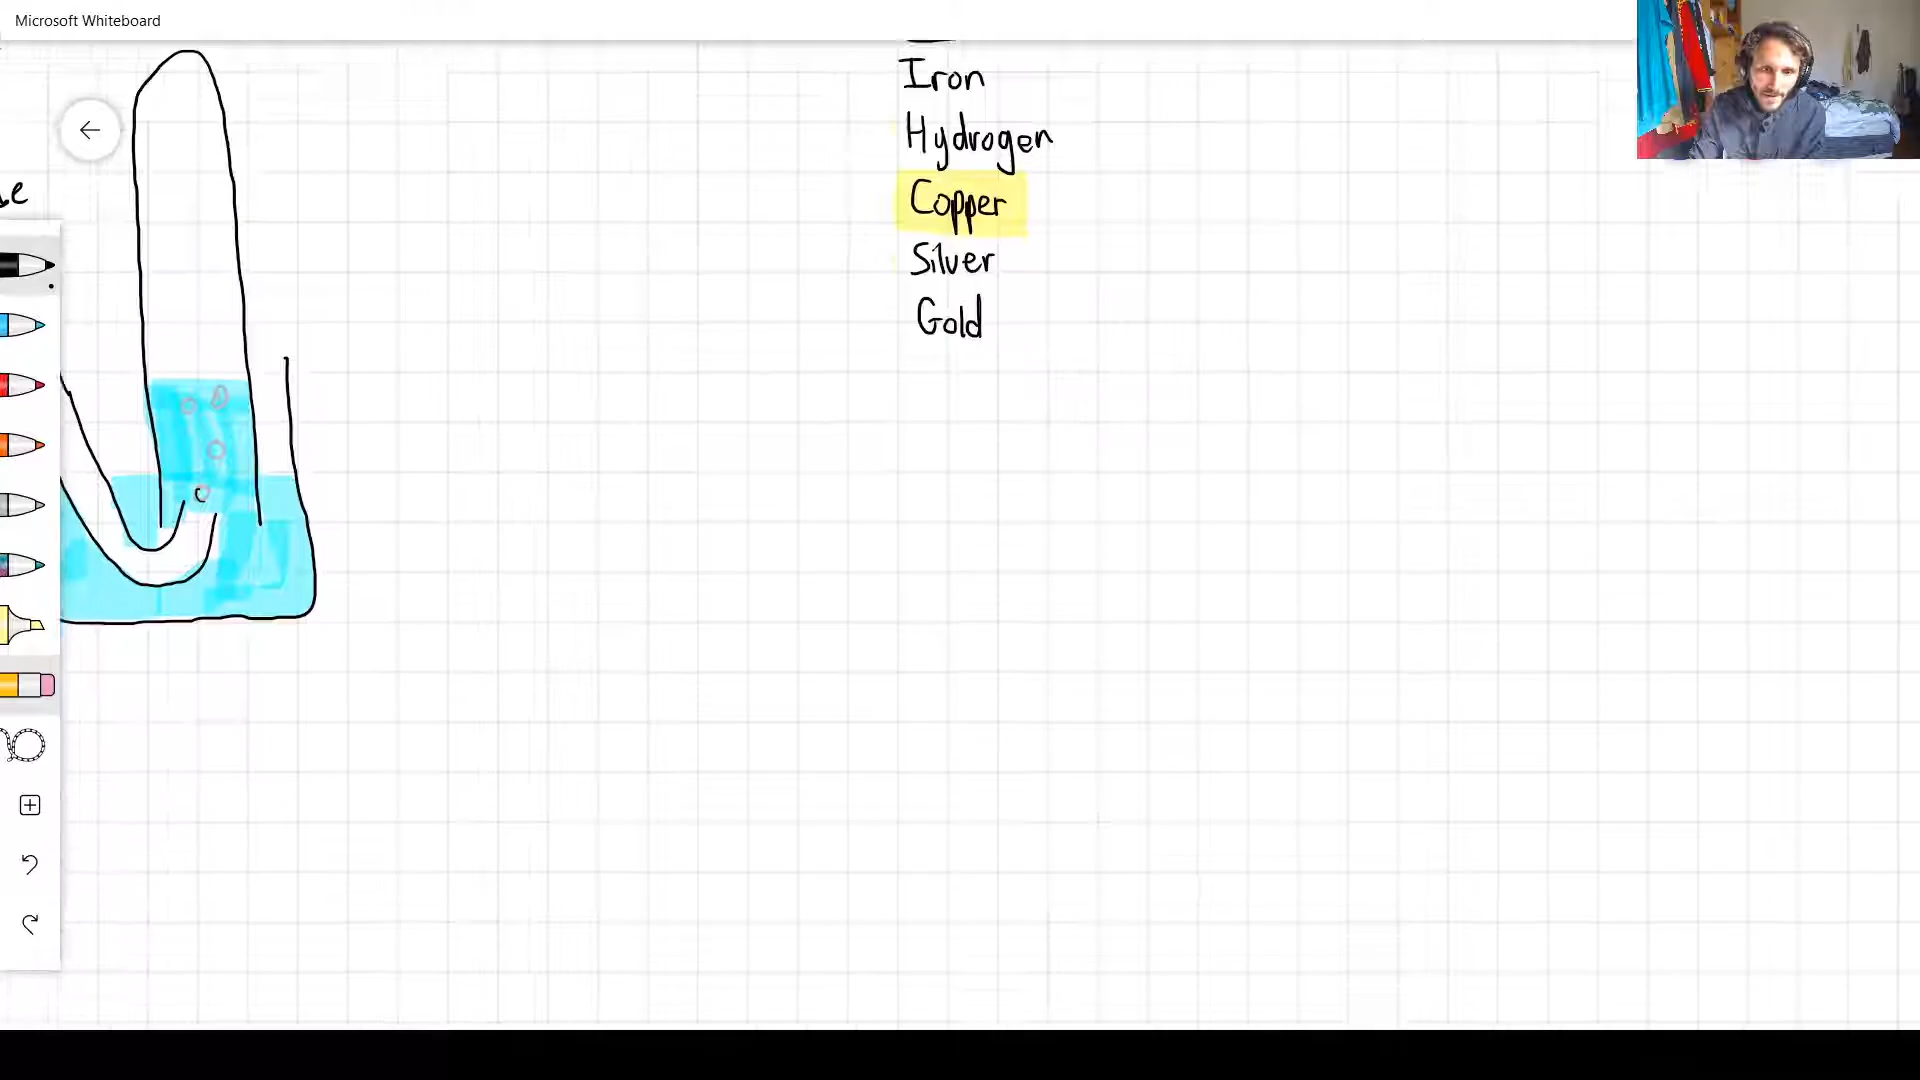 Microsoft Whiteboard
Iron
Hydrogen
Copper
Silver
Gold